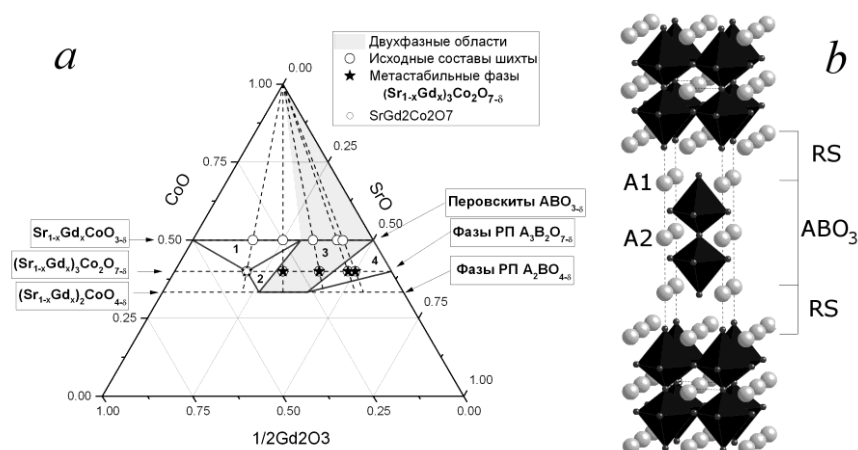 a
b
Двухфазные области
Исходные составы шихты
Метастабильные фазы
(Sr1-xGdx)3Co2O7-δ
SrGd2Co2O7
0.00
1.00
0.25
0.75
CoO
SrO
0.50
0.50
Sr1-xGdxCoO3-δ
(Sr1-xGdx)3Co2O7-δ
(Sr1-xGdx)2CoO4-δ
1
2
3
4
Перовскиты ABO3-δ
Фазы РП A3B2O7-δ
Фазы РП A2BO4-δ
0.25
0.75
0.00
1.00
1.00
0.75
0.50
0.25
0.00
1/2Gd2O3
RS
A1
ABO3
A2
RS